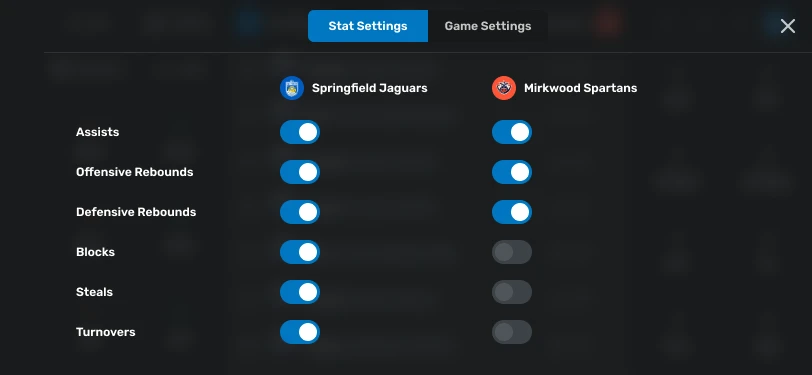 Stat Settings Game Settings
Springfield Jaguars Mirkwood Spartans
Assists
Offensive Rebounds
Defensive Rebounds
Blocks
Steals
Turnovers